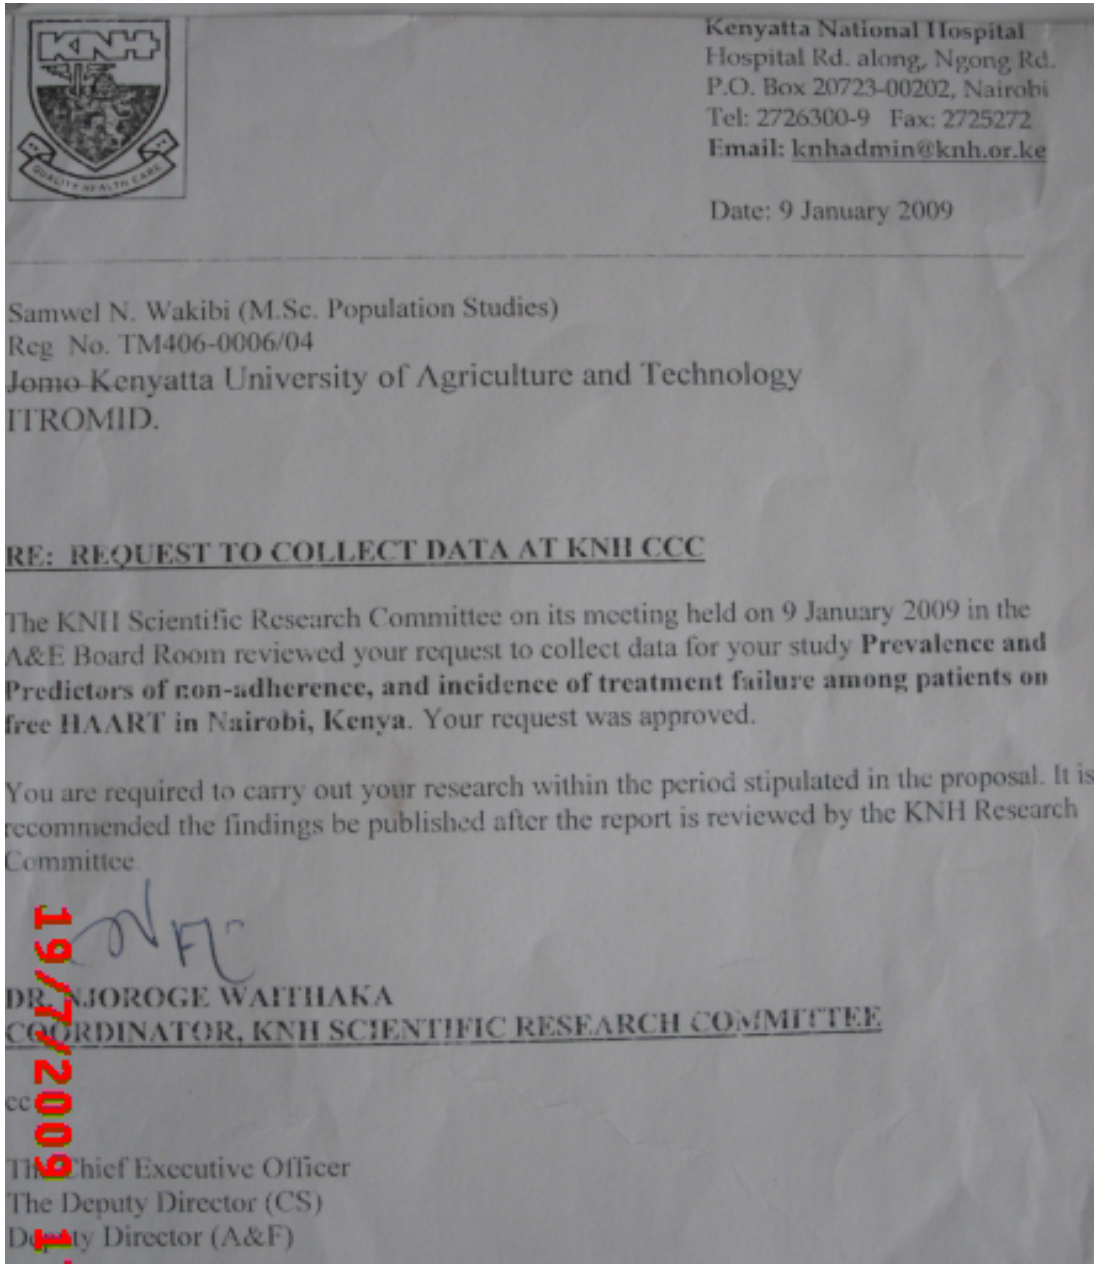 KNH
QUALITY HEALTH CARE
Kenyatta National Hospital
Hospital Rd. along, Ngong Rd.
P.O. Box 20723-00202, Nairobi
Tel: 2726300-9 Fax: 2725272
Email: knhadmin@knh.or.ke
Date: 9 January 2009
Samwel N. Wakibi (M.Sc. Population Studies)
Reg No. TM406-0006/04
Jomo Kenyatta University of Agriculture and Technology
ITROMID.
RE: REQUEST TO COLLECT DATA AT KNH CCC
The KNH Scientific Research Committee on its meeting held on 9 January 2009 in the
A&E Board Room reviewed your request to collect data for your study Prevalence and
Predictors of non-adherence, and incidence of treatment failure among patients on
free HAART in Nairobi, Kenya. Your request was approved.
You are required to carry out your research within the period stipulated in the proposal. It is
recommended the findings be published after the report is reviewed by the KNH Research
Committee
DR. NJOROGE WAITHAKA
COORDINATOR, KNH SCIENTIFIC RESEARCH COMMITTEE
cc
The Chief Executive Officer
The Deputy Director (CS)
Deputy Director (A&F)
19/7/2009 1